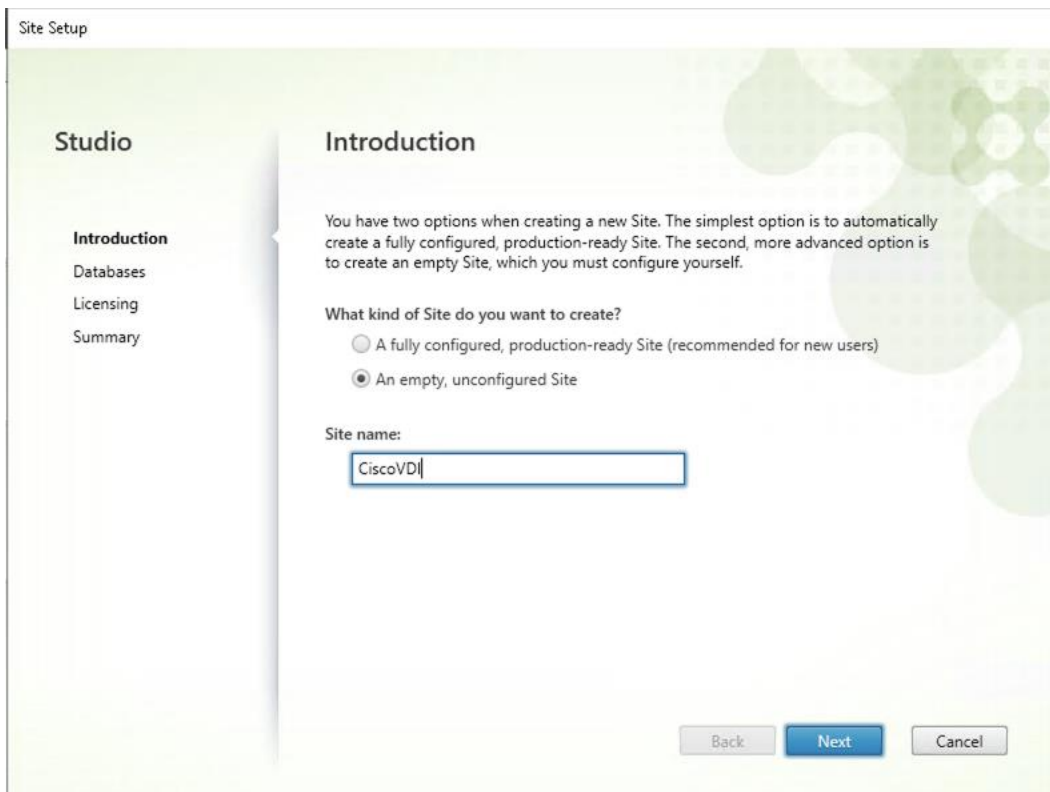 Site Setup
Studio
Introduction
Databases
Licensing
Summary
Introduction
You have two options when creating a new Site. The simplest option is to automatically
create a fully configured, production-ready Site. The second, more advanced option is
to create an empty Site, which you must configure yourself.
What kind of Site do you want to create?
A fully configured, production-ready Site (recommended for new users)
An empty, unconfigured Site
Site name:
CiscoVDI
Back
Next
Cancel